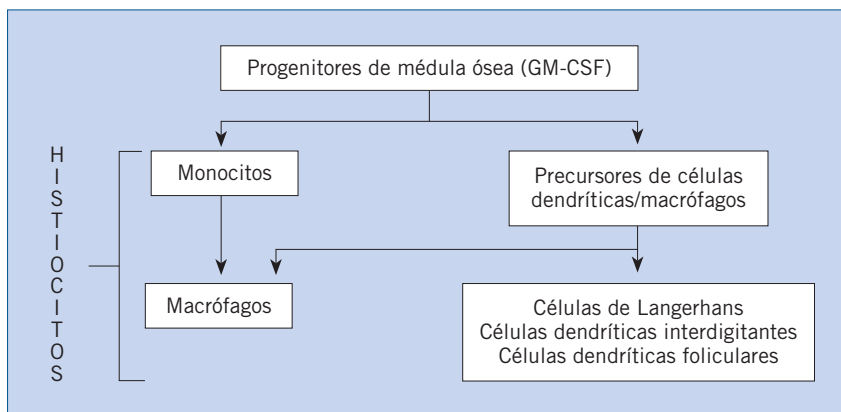 Progenitores de médula ósea (GM-CSF)
HISTIOCITOS
Monocitos
Precursores de células
dendríticas/macrófagos
Macrófagos
Células de Langerhans
Células dendríticas interdigitantes
Células dendríticas foliculares